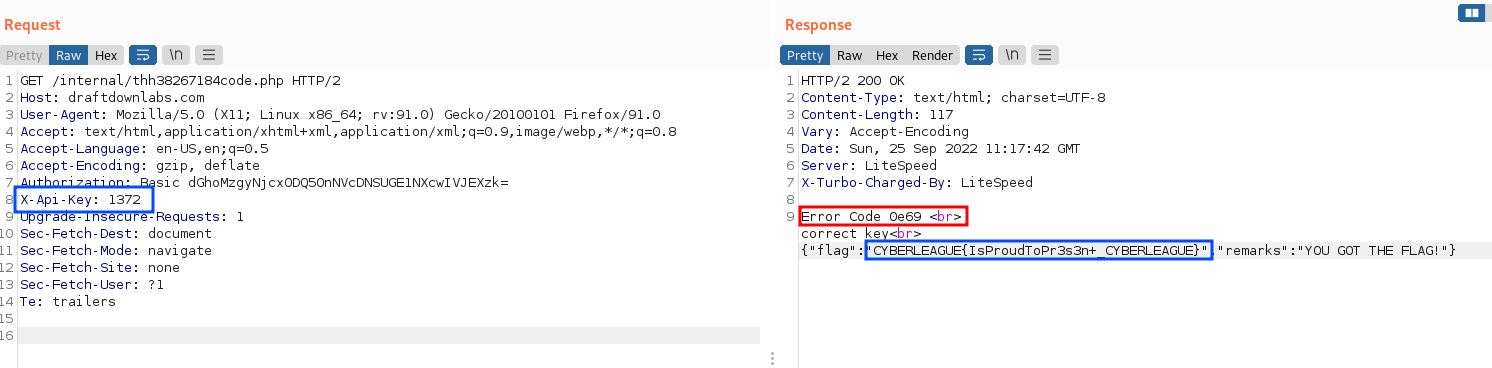 Request
Pretty Raw Hex \n
1 GET /internal/thh38267184code.php HTTP/2
2 Host: draftdownlabs.com
3 User-Agent: Mozilla/5.0 (X11; Linux x86_64; rv:91.0) Gecko/20100101 Firefox/91.0
4 Accept: text/html,application/xhtml+xml,application/xml;q=0.9,image/webp,*/*;q=0.8
5 Accept-Language: en-US,en;q=0.5
6 Accept-Encoding: gzip, deflate
7 Authorization: Basic dGhoMzgyNjcxODQ5OnNVcDNSUGE1NXcwIVJEXzk=
8 X-Api-Key: 1372
9 Upgrade-Insecure-Requests: 1
10 Sec-Fetch-Dest: document
11 Sec-Fetch-Mode: navigate
12 Sec-Fetch-Site: none
13 Sec-Fetch-User: ?1
14 Te: trailers
15
16
Response
Pretty Raw Hex Render \n
1 HTTP/2 200 OK
2 Content-Type: text/html; charset=UTF-8
3 Content-Length: 117
4 Vary: Accept-Encoding
5 Date: Sun, 25 Sep 2022 11:17:42 GMT
6 Server: LiteSpeed
7 X-Turbo-Charged-By: LiteSpeed
8
9 Error Code 0e69 <br>
correct key<br>
{"flag":"CYBERLEAGUE{IsProudToPr3s3n+_CYBERLEAGUE}","remarks":"YOU GOT THE FLAG!"}